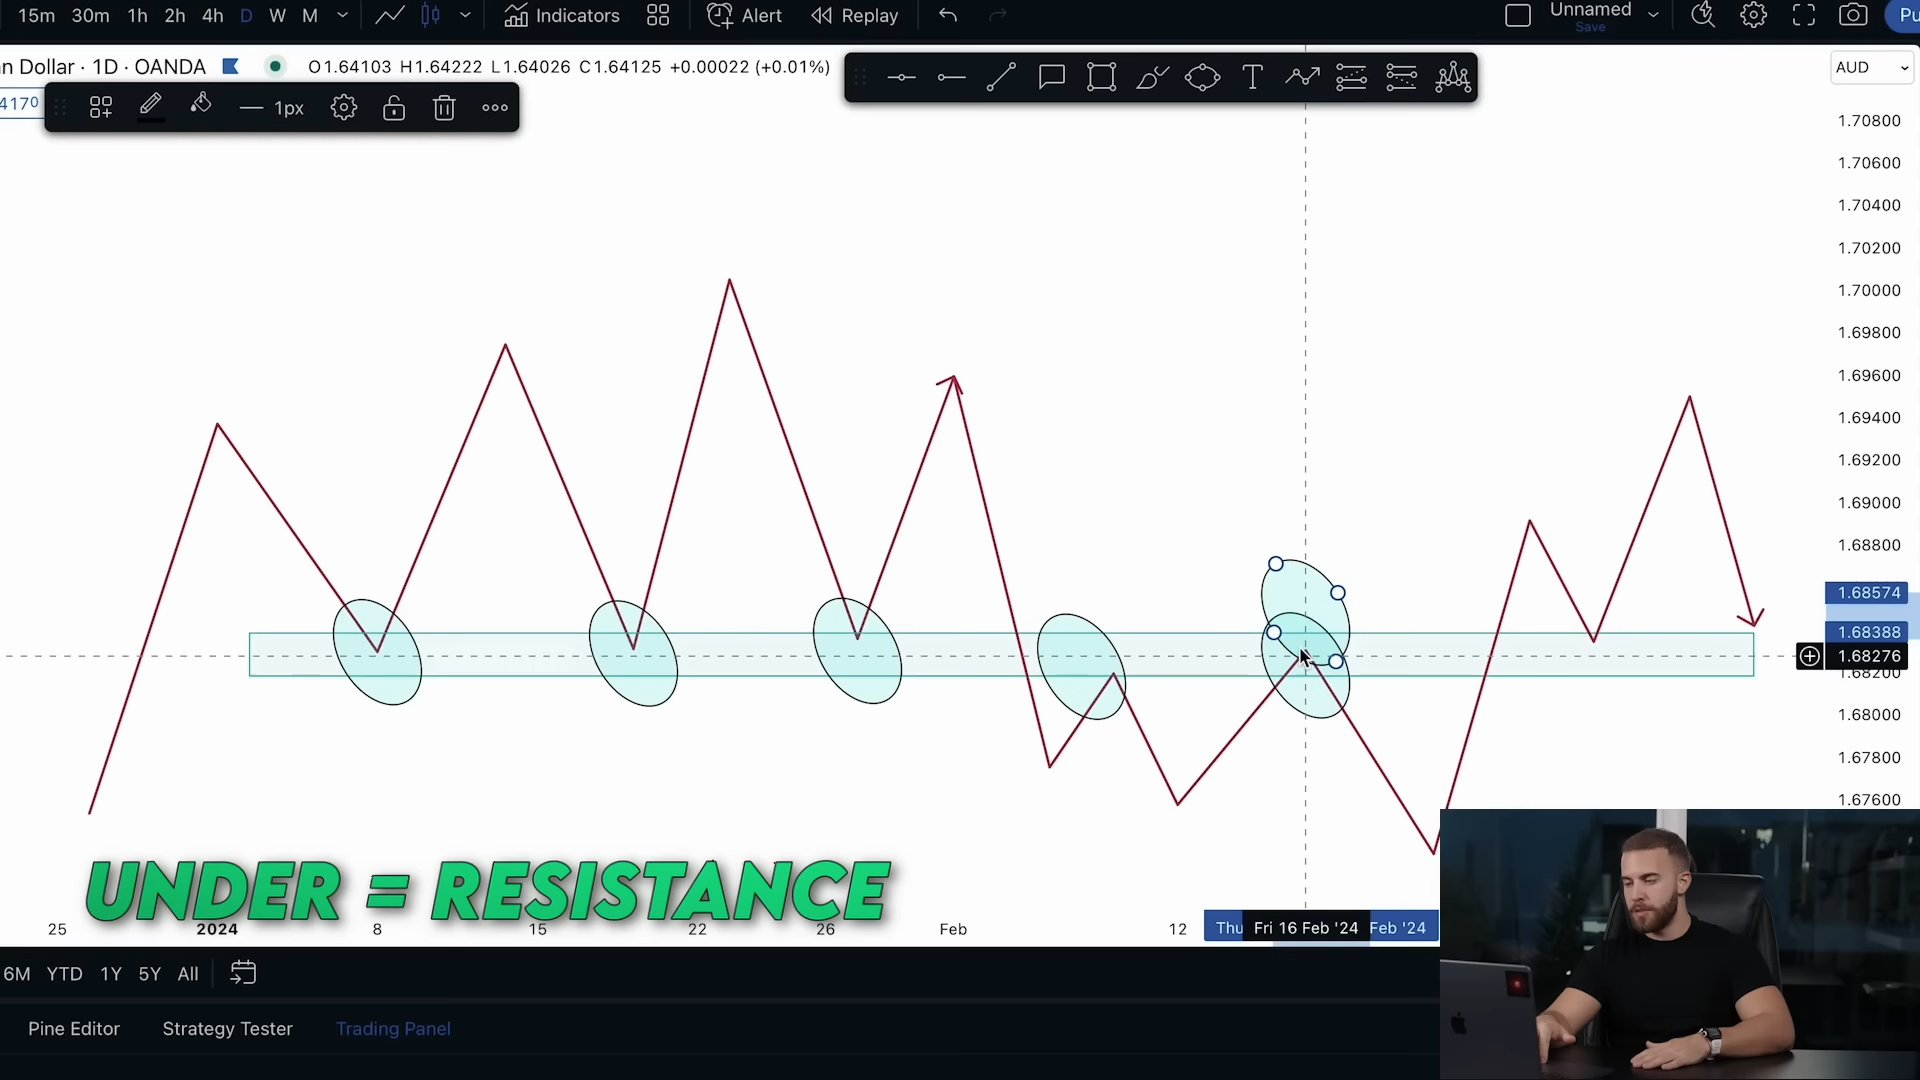 15m 30m 1h 2h 4h D W M Indicators Alert Replay Unnamed
Save
Pu
n Dollar · 1D · OANDA O1.64103 H1.64222 L1.64026 C1.64125 +0.00022 (+0.01%)
AUD
4170
1px
T
1.70800
1.70600
1.70400
1.70200
1.70000
1.69800
1.69600
1.69400
1.69200
1.69000
1.68800
1.68574
1.68388
1.68276
1.68200
1.68000
1.67800
1.67600
UNDER = RESISTANCE
25 2024 8 15 22 26 Feb 12 Thu Fri 16 Feb '24 Feb '24
6M YTD 1Y 5Y All
Pine Editor Strategy Tester Trading Panel